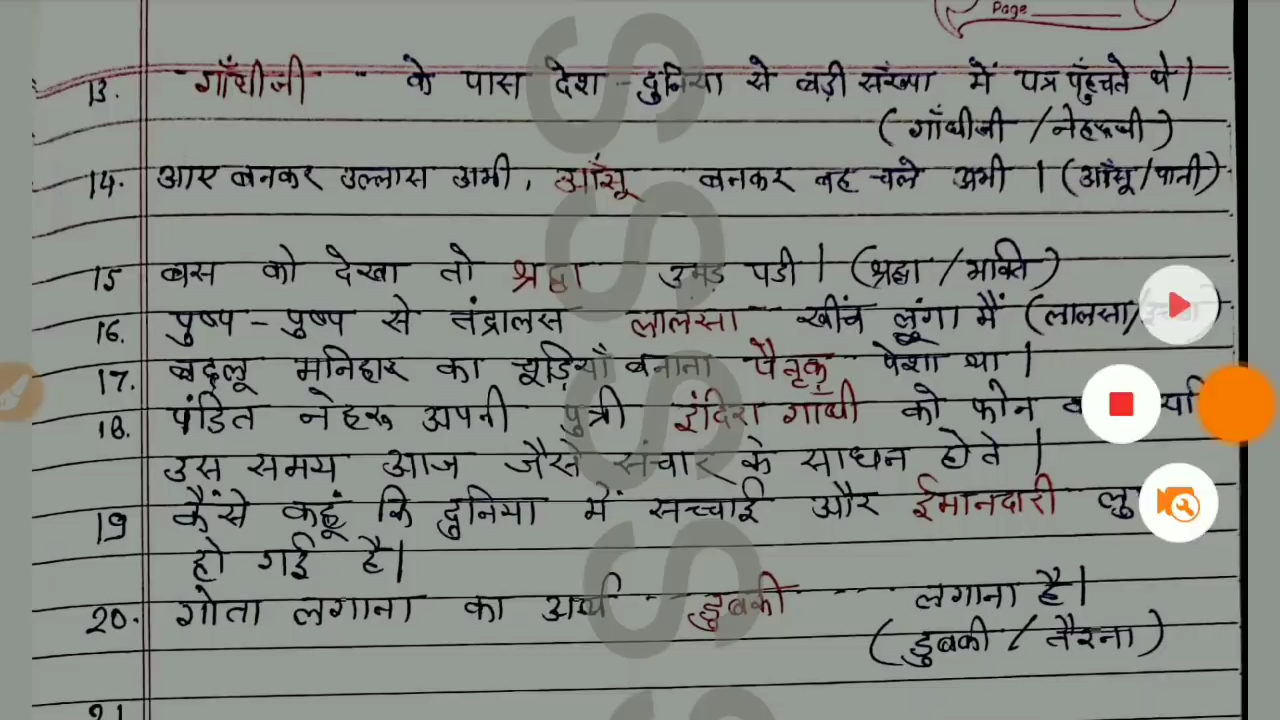 Page
13. गाँधीजी के पास देश - दुनिया से बड़ी संख्या में पत्र पहुंचते थे।
(गाँधीजी / नेहरूजी)
14. आए बनकर उल्लास अभी, आँसू बनकर बह चले अभी । (आँसू/पानी)
15 बस को देखा तो श्रद्धा उमड़ पडी । (श्रद्धा / भक्ति)
16. पुष्प - पुष्प से तंद्रालस लालसा खींच लूंगा मैं (लालसा/
17. बदलू मनिहार का चूड़ियाँ बनाना पैतृक पेशा था।
18. पंडित नेहरू अपनी पुत्री इंदिरा गाँधी को फोन
उस समय आज जैसे संचार के साधन होते।
19 कैंसे कहूं कि दुनिया में सच्चाई और ईमानदारी
हो गई है।
20. गोता लगाना का अर्थ डुबकी लगाना है।
(डुबकी / तैरना)
21
SSSS